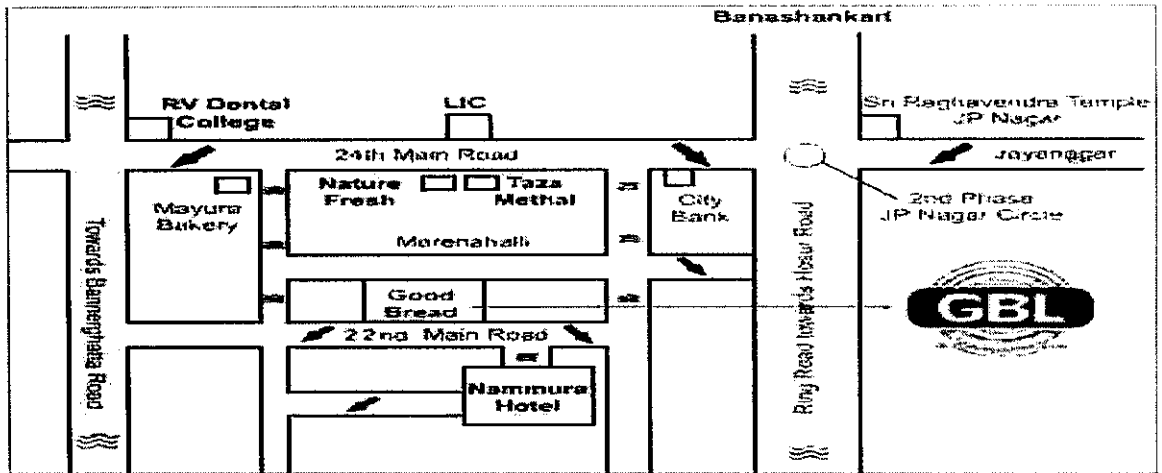 Banashankari
RV Dental
College
LIC
Sri Raghavendra Temple
JP Nagar
24th Main Road
Jayanagar
Mayura
Bakery
Nature
Fresh
Taza
Methai
City
Bank
2nd Phase
JP Nagar Circle
Marenahalli
Towards Bannerghatta Road
Ring Road towards Hosur Road
Good
Bread
GBL
22nd Main Road
Nammura
Hotel